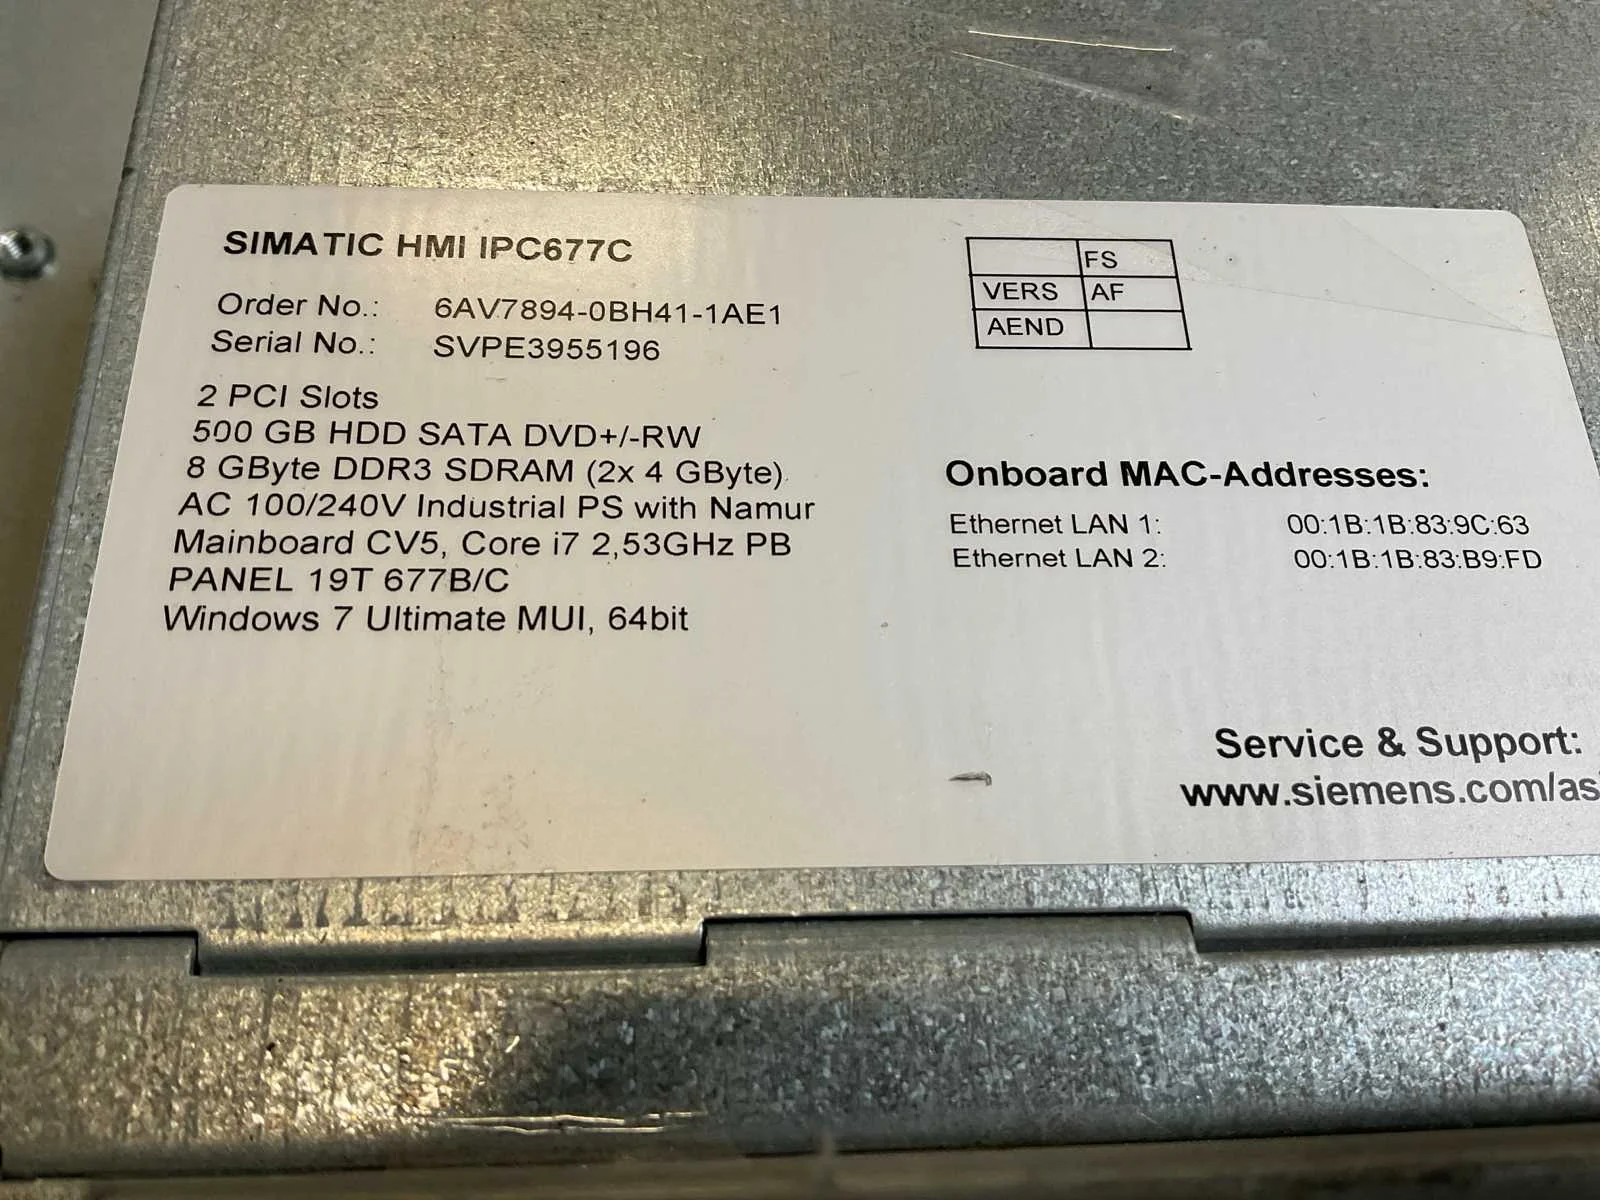 SIMATIC HMI IPC677C
Order No.: 6AV7894-0BH41-1AE1
Serial No.: SVPE3955196
FS
VERS AF
AEND
2 PCI Slots
500 GB HDD SATA DVD+/-RW
8 GByte DDR3 SDRAM (2x 4 GByte)
AC 100/240V Industrial PS with Namur
Mainboard CV5, Core i7 2,53GHz PB
PANEL 19T 677B/C
Windows 7 Ultimate MUI, 64bit
Onboard MAC-Addresses:
Ethernet LAN 1: 00:1B:1B:83:9C:63
Ethernet LAN 2: 00:1B:1B:83:B9:FD
Service & Support:
www.siemens.com/as